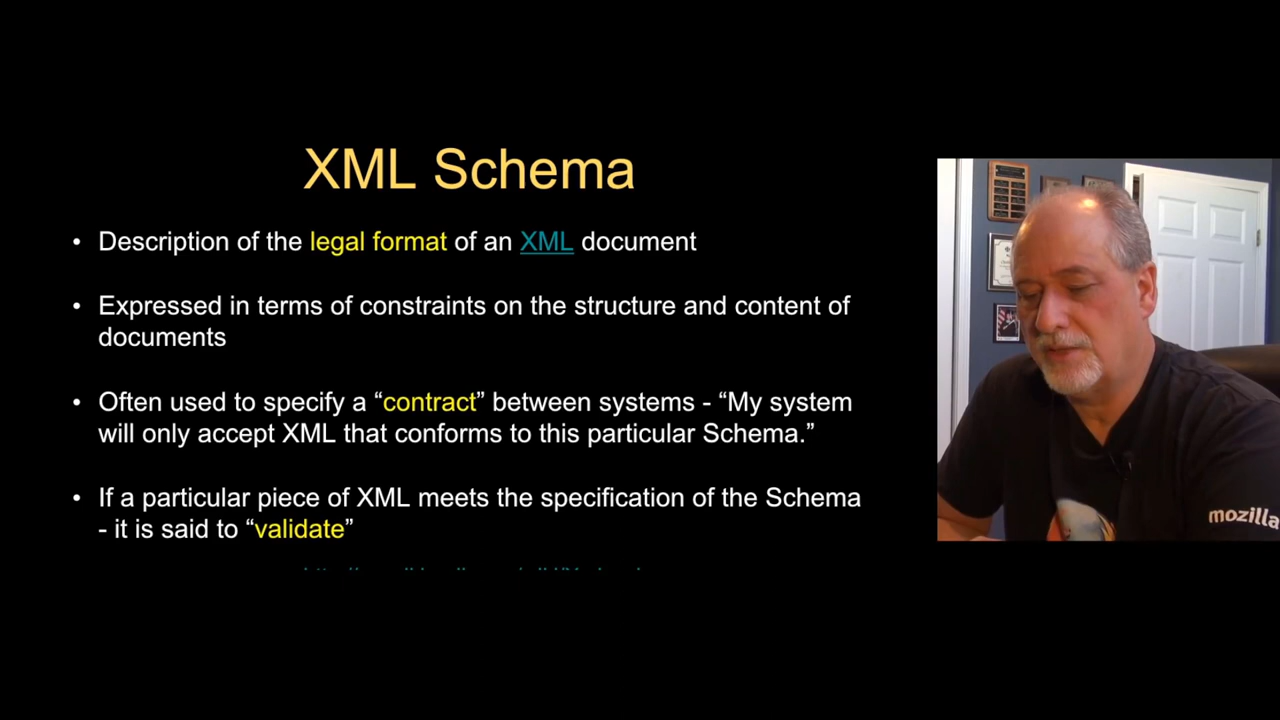 XML Schema
• Description of the legal format of an XML document
• Expressed in terms of constraints on the structure and content of
documents
• Often used to specify a “contract” between systems - “My system
will only accept XML that conforms to this particular Schema.”
• If a particular piece of XML meets the specification of the Schema
- it is said to “validate”
mozilla